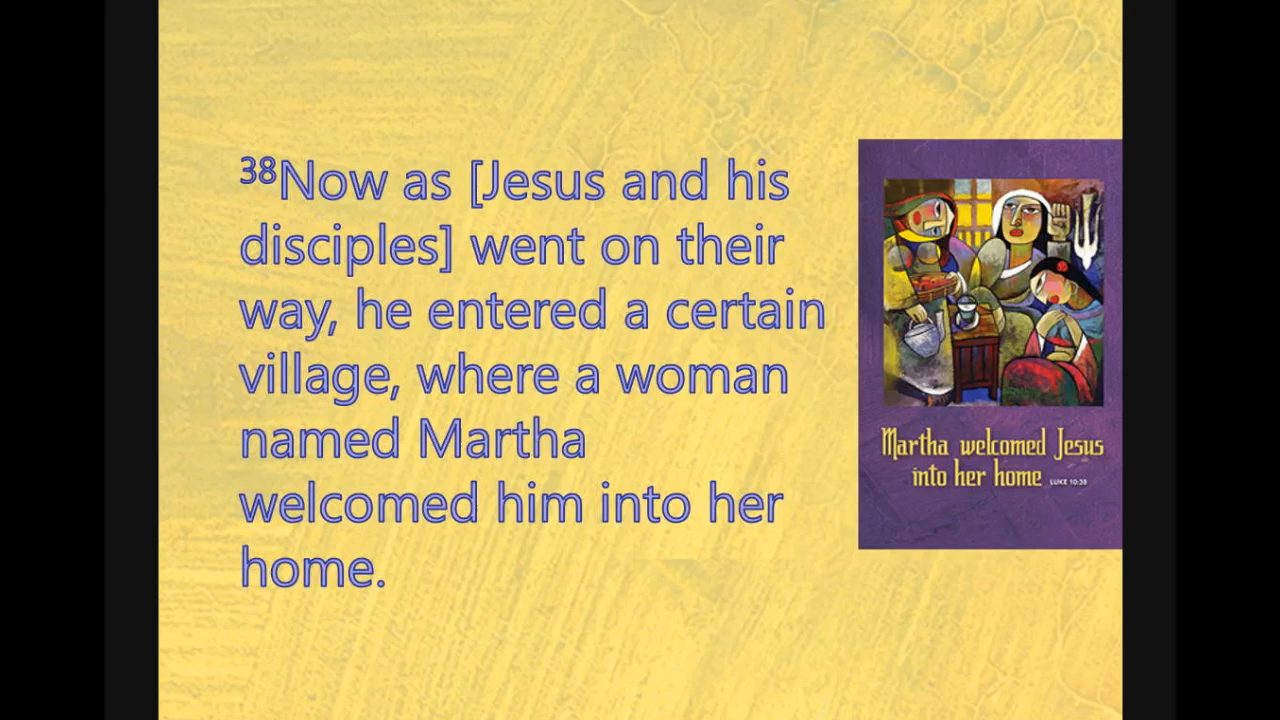 ³⁸Now as [Jesus and his
disciples] went on their
way, he entered a certain
village, where a woman
named Martha
welcomed him into her
home.
Martha welcomed Jesus
into her home LUKE 10:38